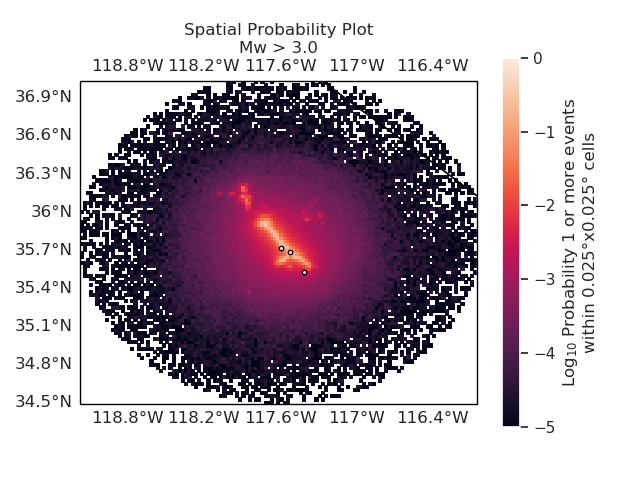 Spatial Probability Plot
Mw > 3.0
118.8°W 118.2°W 117.6°W 117°W 116.4°W
36.9°N
36.6°N
36.3°N
36°N
35.7°N
35.4°N
35.1°N
34.8°N
34.5°N
118.8°W 118.2°W 117.6°W 117°W 116.4°W
0
−1
−2
−3
−4
−5
Log₁₀ Probability 1 or more events
within 0.025°x0.025° cells